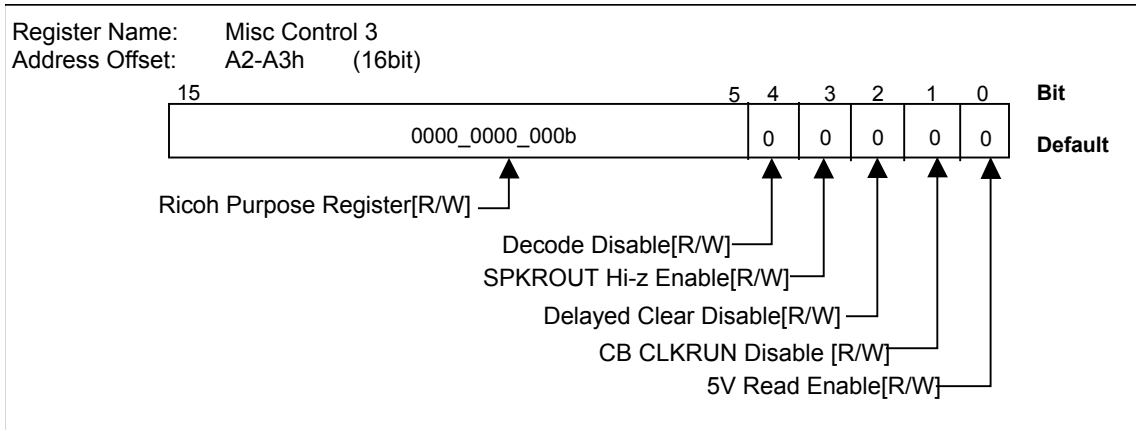 Register Name: Misc Control 3
Address Offset: A2-A3h (16bit)
15 5 4 3 2 1 0 Bit
0000_0000_000b 0 0 0 0 0 Default
Ricoh Purpose Register[R/W]
Decode Disable[R/W]
SPKROUT Hi-z Enable[R/W]
Delayed Clear Disable[R/W]
CB CLKRUN Disable [R/W]
5V Read Enable[R/W]